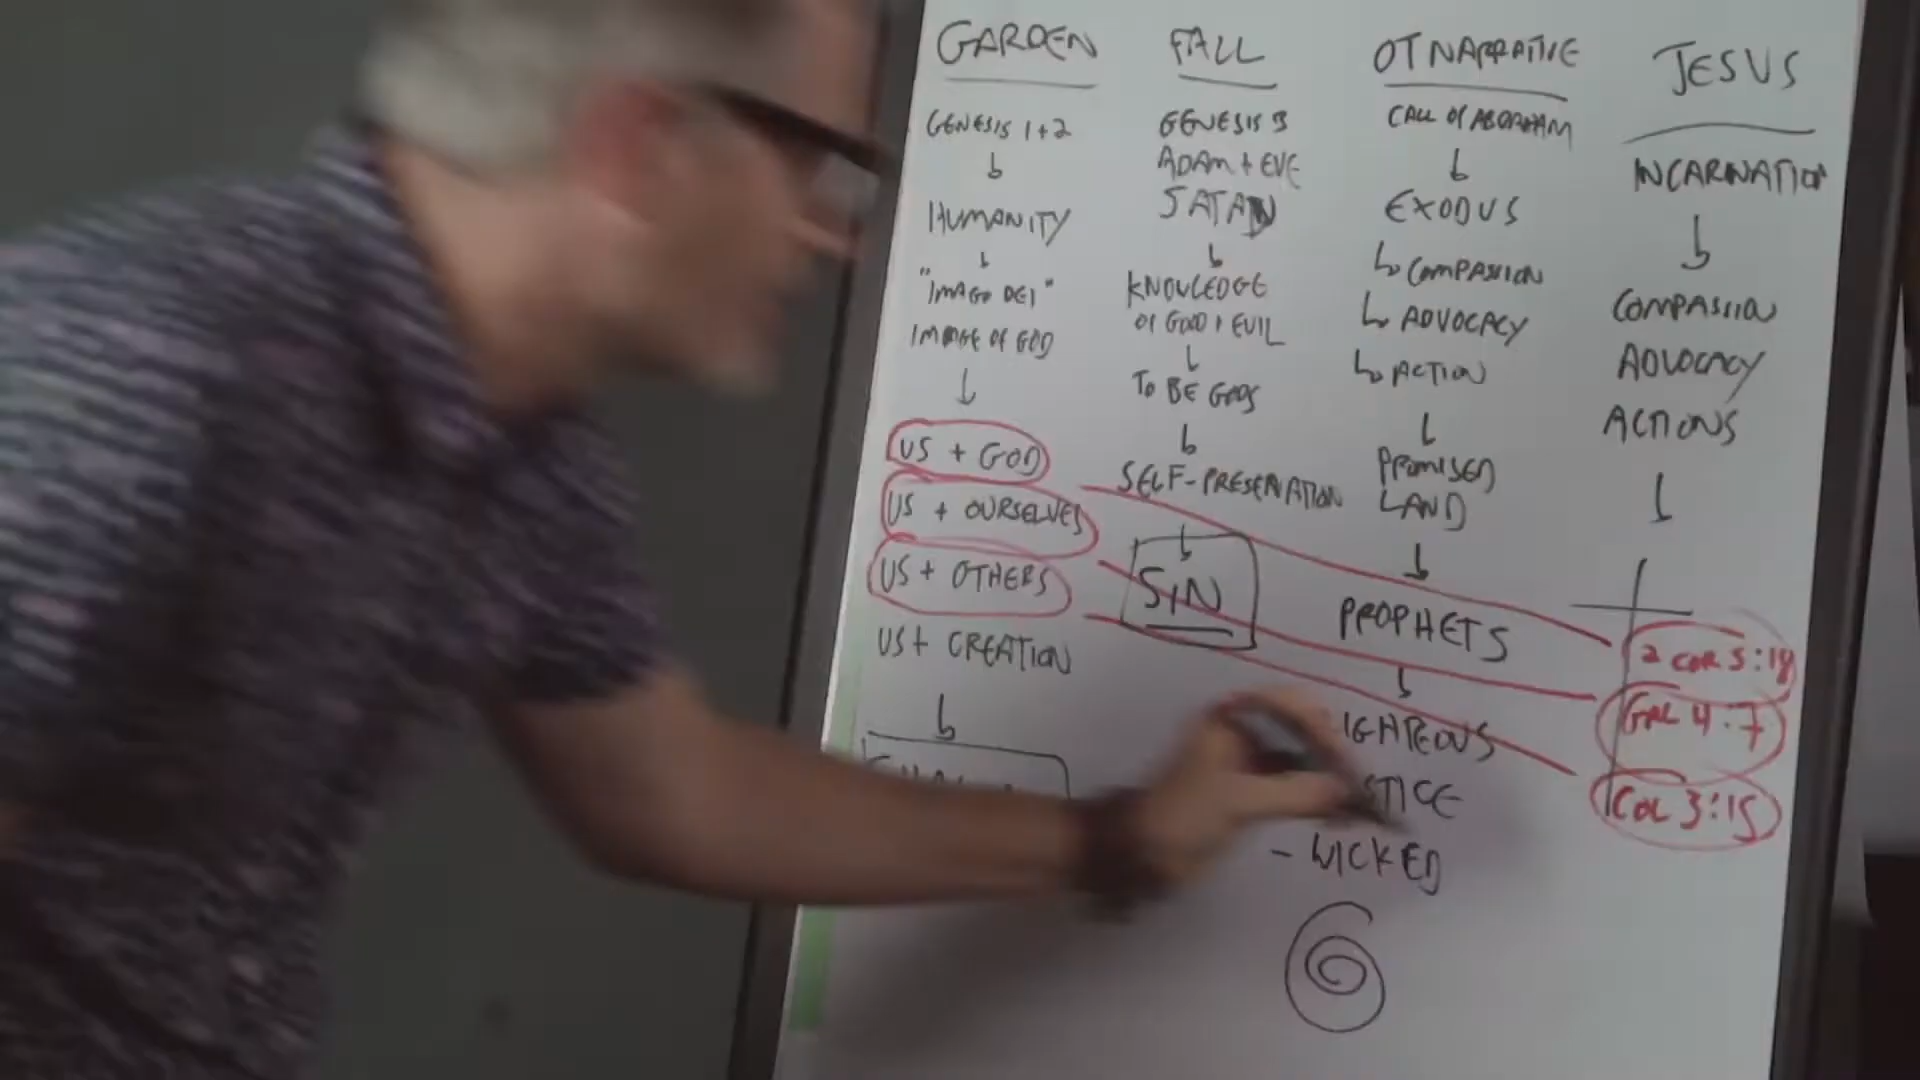 GARDEN
GENESIS 1+2
HUMANITY
"IMAGO DEI"
IMAGE OF GOD
US + GOD
US + OURSELVES
US + OTHERS
US + CREATION
FALL
GENESIS 3
ADAM + EVE
SATAN
KNOWLEDGE
OF GOOD + EVIL
TO BE GODS
SELF-PRESERVATION
SIN
OT NARRATIVE
CALL OF ABRAHAM
EXODUS
COMPASSION
ADVOCACY
ACTION
PROMISED
LAND
PROPHETS
IGHTEOUS
STICE
- WICKED
JESUS
INCARNATION
COMPASSION
ADVOCACY
ACTIONS
2 COR 5:18
GAL 4:7
COL 3:15